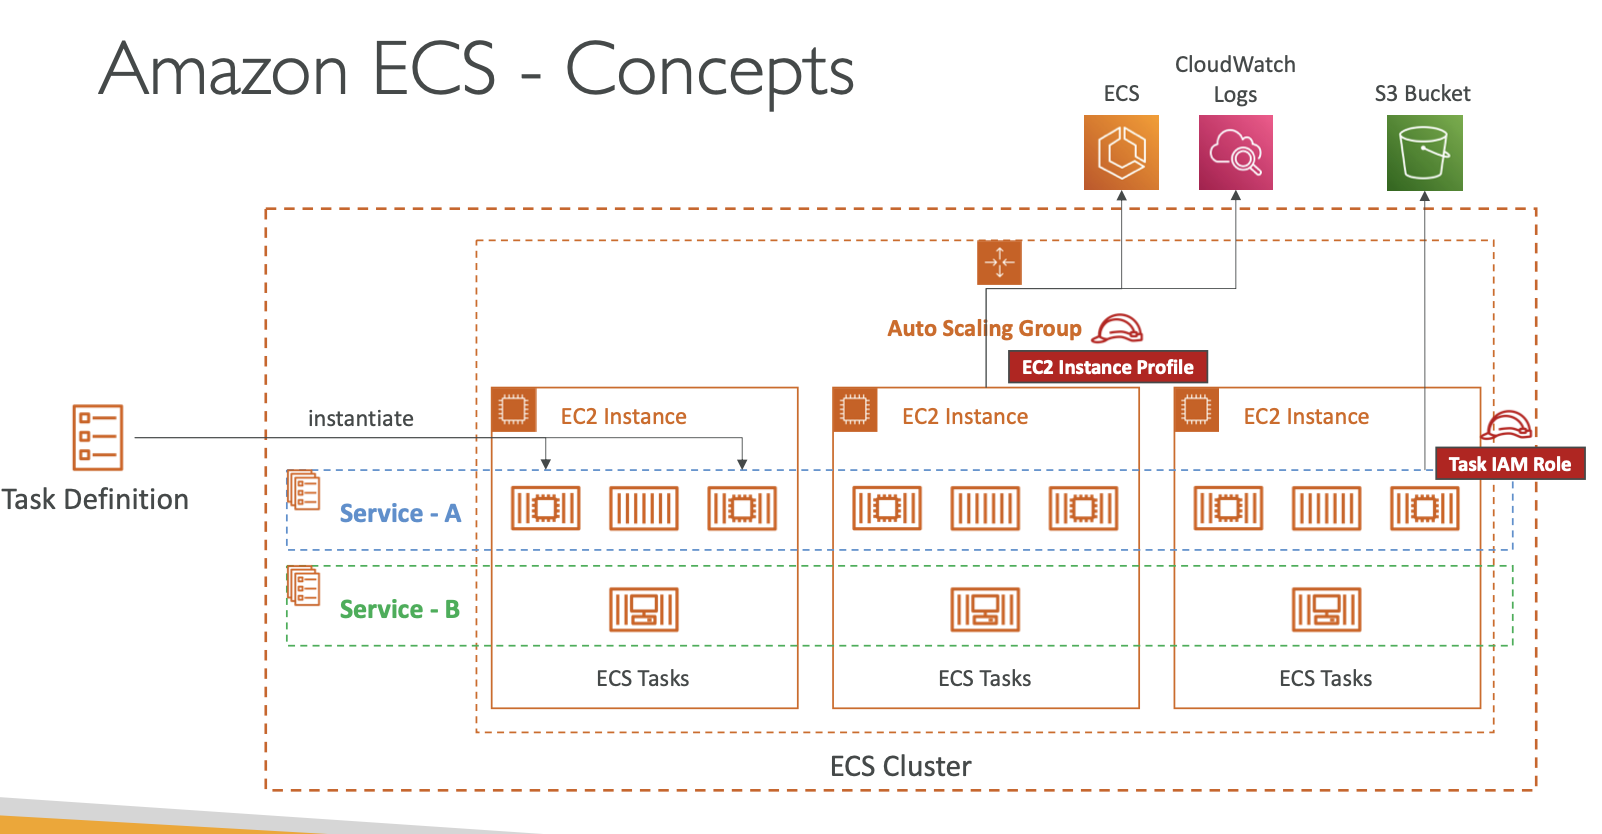 Amazon ECS - Concepts
CloudWatch
Logs
ECS
S3 Bucket
Auto Scaling Group
EC2 Instance Profile
EC2 Instance
EC2 Instance
EC2 Instance
instantiate
Task IAM Role
Task Definition
Service - A
Service - B
ECS Tasks
ECS Tasks
ECS Tasks
ECS Cluster